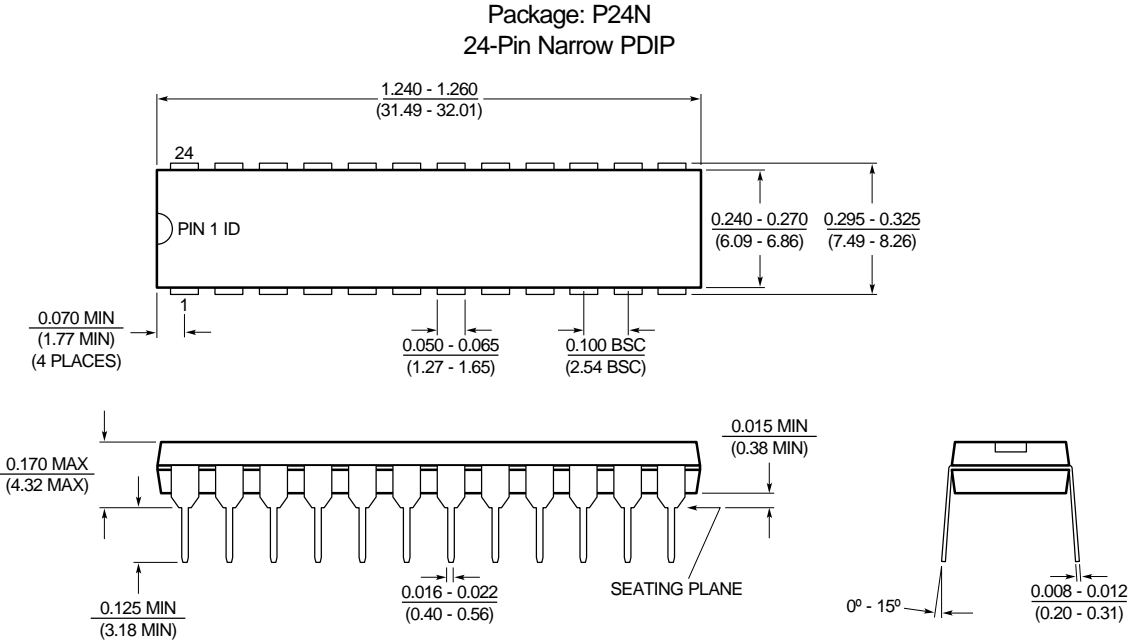 Package: P24N
24-Pin Narrow PDIP
1.240 - 1.260
(31.49 - 32.01)
24
PIN 1 ID
0.240 - 0.270
(6.09 - 6.86)
0.295 - 0.325
(7.49 - 8.26)
1
0.070 MIN
(1.77 MIN)
(4 PLACES)
0.050 - 0.065
(1.27 - 1.65)
0.100 BSC
(2.54 BSC)
0.015 MIN
(0.38 MIN)
0.170 MAX
(4.32 MAX)
0.125 MIN
(3.18 MIN)
0.016 - 0.022
(0.40 - 0.56)
SEATING PLANE
0º - 15º
0.008 - 0.012
(0.20 - 0.31)